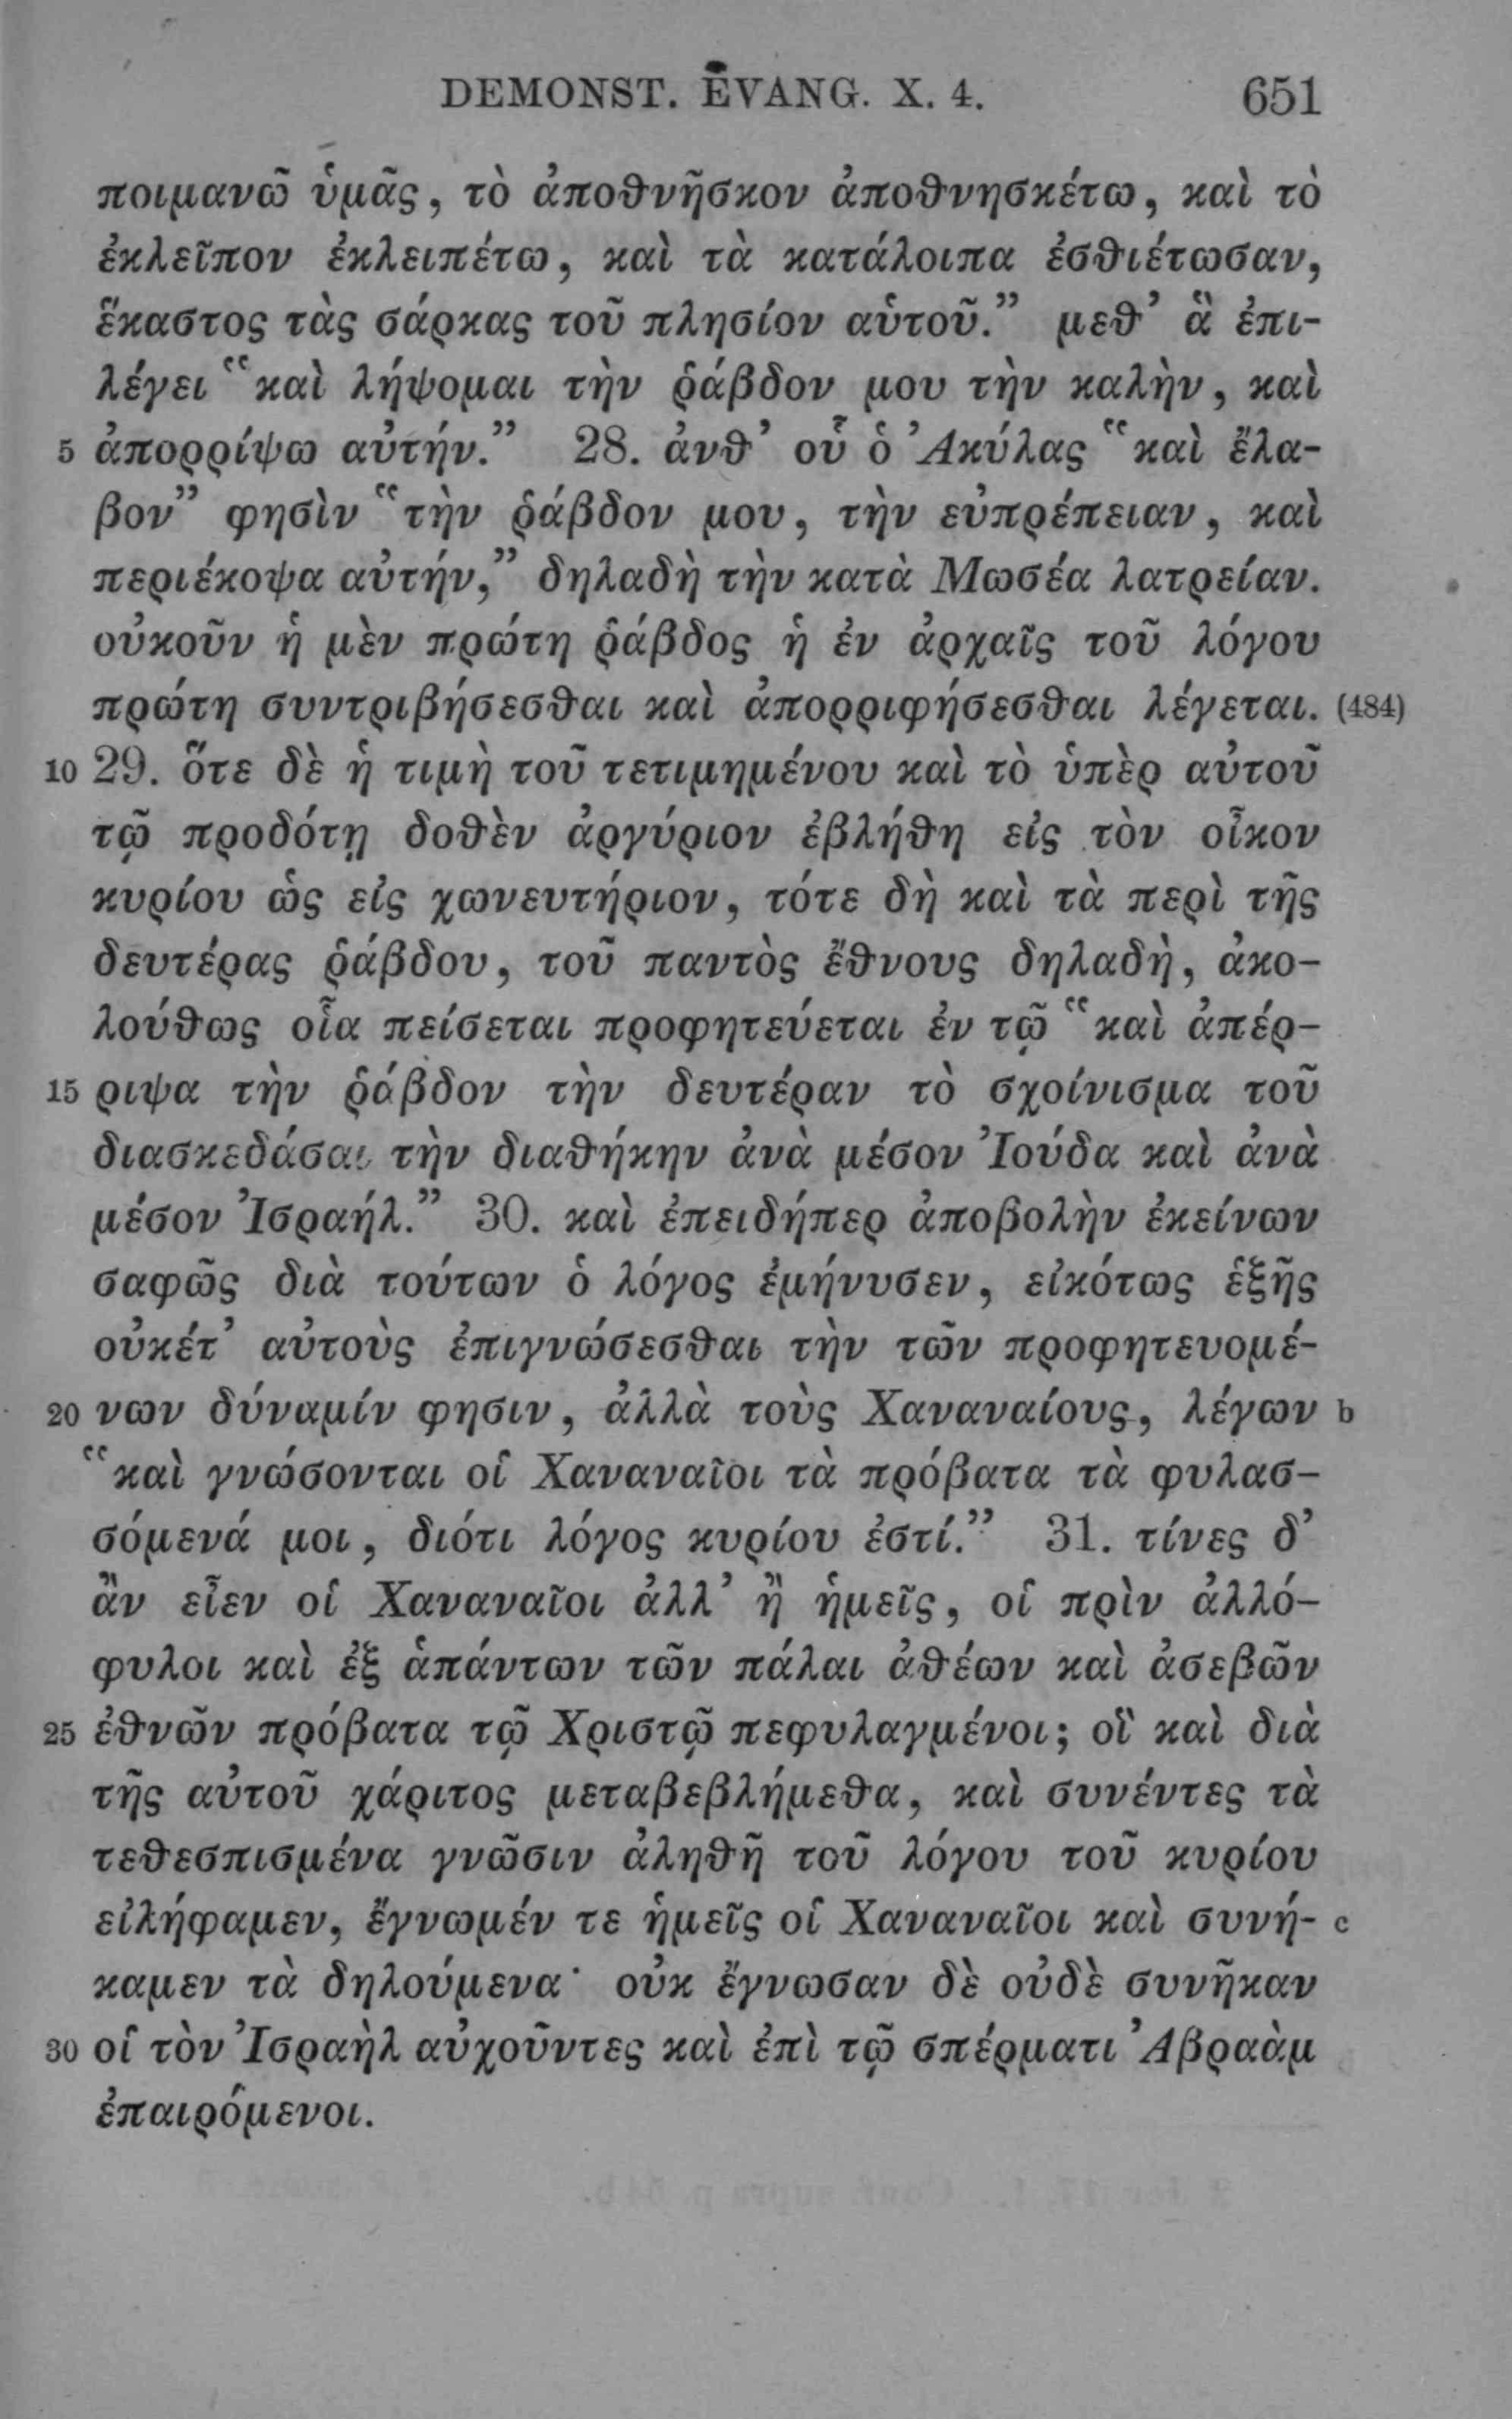 DEMONST. EVANG. X. 4. 651
ποιμανῶ ὑμᾶς, τὸ ἀποθνῆσκον ἀποθνησκέτω, καὶ τὸ
ἐκλεῖπον ἐκλειπέτω, καὶ τὰ κατάλοιπα ἐσθιέτωσαν,
ἕκαστος τὰς σάρκας τοῦ πλησίον αὑτοῦ.” μεθ’ ἃ ἐπι-
λέγει “καὶ λήψομαι τὴν ῥάβδον μου τὴν καλὴν, καὶ
5 ἀποῤῥίψω αὐτήν.” 28. ἀνθ’ οὗ ὁ Ἀκύλας “καὶ ἔλα-
βον” φησὶν “τὴν ῥάβδον μου, τὴν εὐπρέπειαν, καὶ
περιέκοψα αὐτήν,” δηλαδὴ τὴν κατὰ Μωσέα λατρείαν.
οὐκοῦν ἡ μὲν πρώτη ῥάβδος ἡ ἐν ἀρχαῖς τοῦ λόγου
πρώτη συντριβήσεσθαι καὶ ἀπορριφήσεσθαι λέγεται. (484)
10 29. ὅτε δὲ ἡ τιμὴ τοῦ τετιμημένου καὶ τὸ ὑπὲρ αὐτοῦ
τῷ προδότῃ δοθὲν ἀργύριον ἐβλήθη εἰς τὸν οἶκον
κυρίου ὡς εἰς χωνευτήριον, τότε δὴ καὶ τὰ περὶ τῆς
δευτέρας ῥάβδου, τοῦ παντὸς ἔθνους δηλαδὴ, ἀκο-
λούθως οἷα πείσεται προφητεύεται ἐν τῷ “καὶ ἀπέρ-
15 ριψα τὴν ῥάβδον τὴν δευτέραν τὸ σχοίνισμα τοῦ
διασκεδάσαι τὴν διαθήκην ἀνὰ μέσον Ἰούδα καὶ ἀνὰ
μέσον Ἰσραήλ.” 30. καὶ ἐπειδήπερ ἀποβολὴν ἐκείνων
σαφῶς διὰ τούτων ὁ λόγος ἐμήνυσεν, εἰκότως ἑξῆς
οὐκέτ’ αὐτοὺς ἐπιγνώσεσθαι τὴν τῶν προφητευομέ-
20 νων δύναμίν φησιν, ἀλλὰ τοὺς Χαναναίους, λέγων b
“καὶ γνώσονται οἱ Χαναναῖοι τὰ πρόβατα τὰ φυλασ-
σόμενά μοι, διότι λόγος κυρίου ἐστί.” 31. τίνες δ’
ἂν εἶεν οἱ Χαναναῖοι ἀλλ’ ἢ ἡμεῖς, οἱ πρὶν ἀλλό-
φυλοι καὶ ἐξ ἁπάντων τῶν πάλαι ἀθέων καὶ ἀσεβῶν
25 ἐθνῶν πρόβατα τῷ Χριστῷ πεφυλαγμένοι; οἳ καὶ διὰ
τῆς αὐτοῦ χάριτος μεταβεβλήμεθα, καὶ συνέντες τὰ
τεθεσπισμένα γνῶσιν ἀληθῆ τοῦ λόγου τοῦ κυρίου
εἰλήφαμεν, ἔγνωμέν τε ἡμεῖς οἱ Χαναναῖοι καὶ συνή- c
καμεν τὰ δηλούμενα· οὐκ ἔγνωσαν δὲ οὐδὲ συνῆκαν
30 οἱ τὸν Ἰσραὴλ αὐχοῦντες καὶ ἐπὶ τῷ σπέρματι Ἀβραὰμ
ἐπαιρόμενοι.